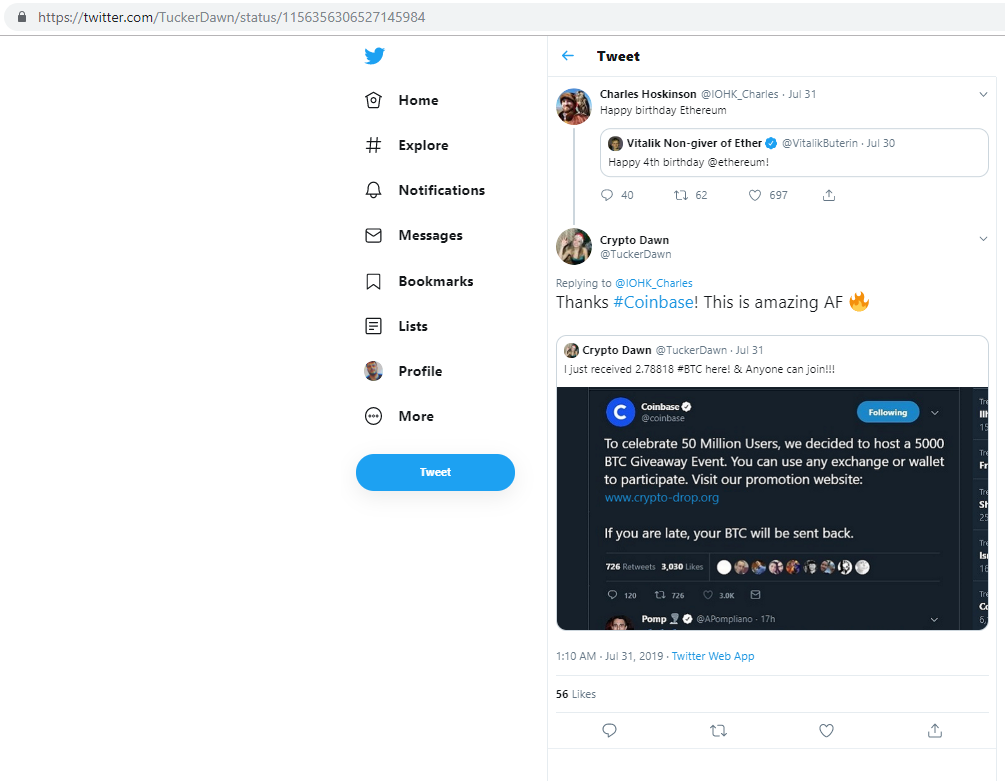 https://twitter.com/TuckerDawn/status/1156356306527145984
Home
Explore
Notifications
Messages
Bookmarks
Lists
Profile
More
Tweet
Tweet
Charles Hoskinson @IOHK_Charles · Jul 31
Happy birthday Ethereum
Vitalik Non-giver of Ether @VitalikButerin · Jul 30
Happy 4th birthday @ethereum!
40 62 697
Crypto Dawn
@TuckerDawn
Replying to @IOHK_Charles
Thanks #Coinbase! This is amazing AF 🔥
Crypto Dawn @TuckerDawn · Jul 31
I just received 2.78818 #BTC here! & Anyone can join!!!
C Coinbase
@coinbase
Following
To celebrate 50 Million Users, we decided to host a 5000
BTC Giveaway Event. You can use any exchange or wallet
to participate. Visit our promotion website:
www.crypto-drop.org
If you are late, your BTC will be sent back.
726 Retweets 3,030 Likes
120 726 3.0K
Pomp 🌪 @APompliano · 17h
1:10 AM · Jul 31, 2019 · Twitter Web App
56 Likes